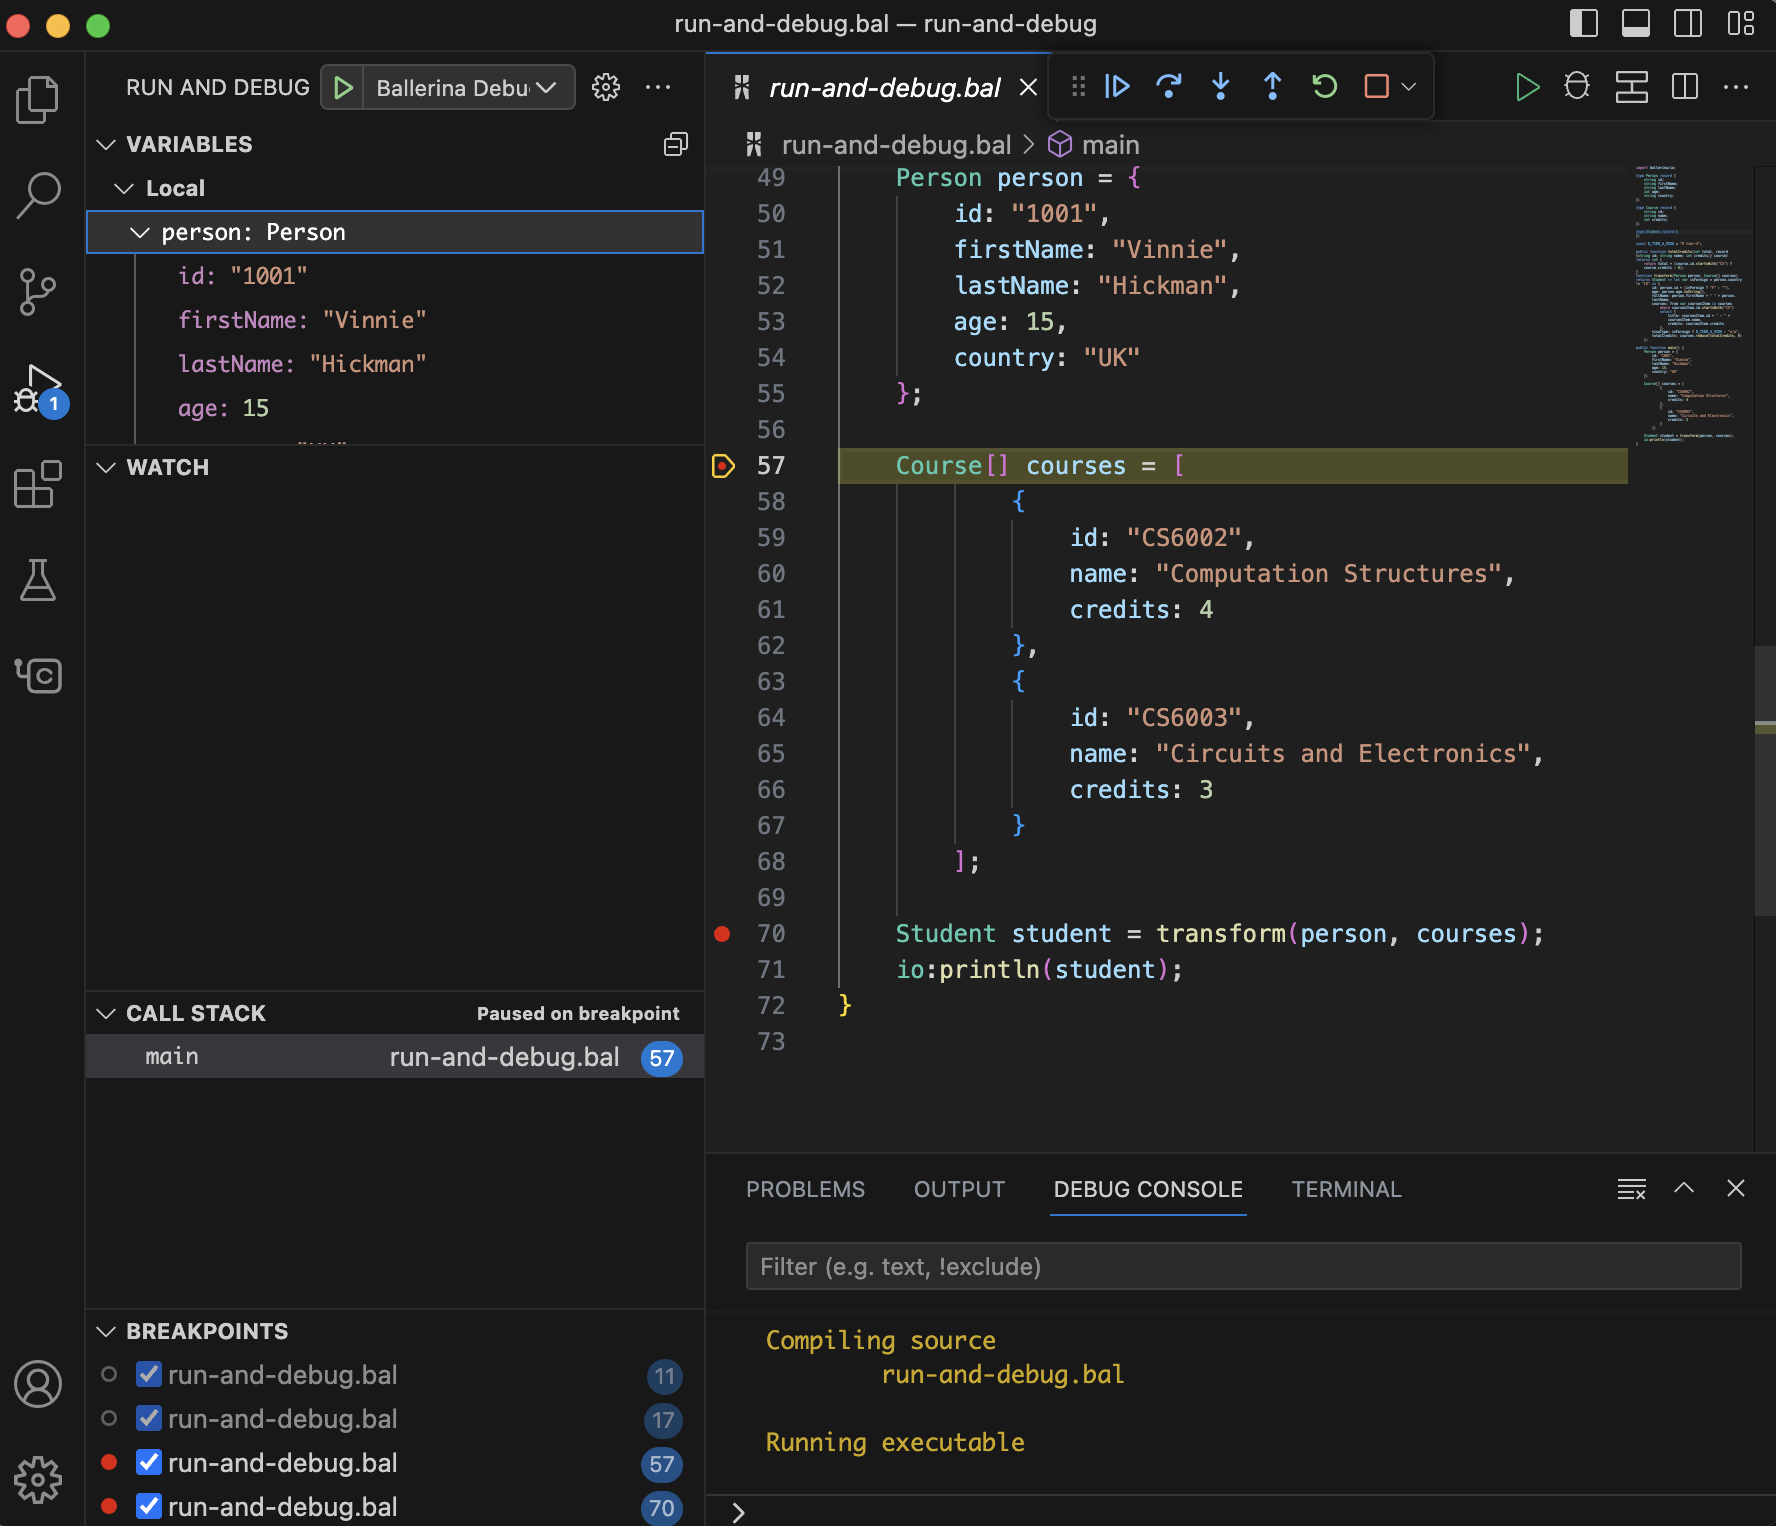 run-and-debug.bal — run-and-debug
RUN AND DEBUG
Ballerina Debu
run-and-debug.bal
VARIABLES
Local
person: Person
id: "1001"
firstName: "Vinnie"
lastName: "Hickman"
age: 15
WATCH
CALL STACK
Paused on breakpoint
main run-and-debug.bal 57
BREAKPOINTS
run-and-debug.bal 11
run-and-debug.bal 17
run-and-debug.bal 57
run-and-debug.bal 70
1
run-and-debug.bal > main
49 Person person = {
50 id: "1001",
51 firstName: "Vinnie",
52 lastName: "Hickman",
53 age: 15,
54 country: "UK"
55 };
56
57 Course[] courses = [
58 {
59 id: "CS6002",
60 name: "Computation Structures",
61 credits: 4
62 },
63 {
64 id: "CS6003",
65 name: "Circuits and Electronics",
66 credits: 3
67 }
68 ];
69
70 Student student = transform(person, courses);
71 io:println(student);
72 }
73
PROBLEMS OUTPUT DEBUG CONSOLE TERMINAL
Filter (e.g. text, !exclude)
Compiling source
run-and-debug.bal
Running executable